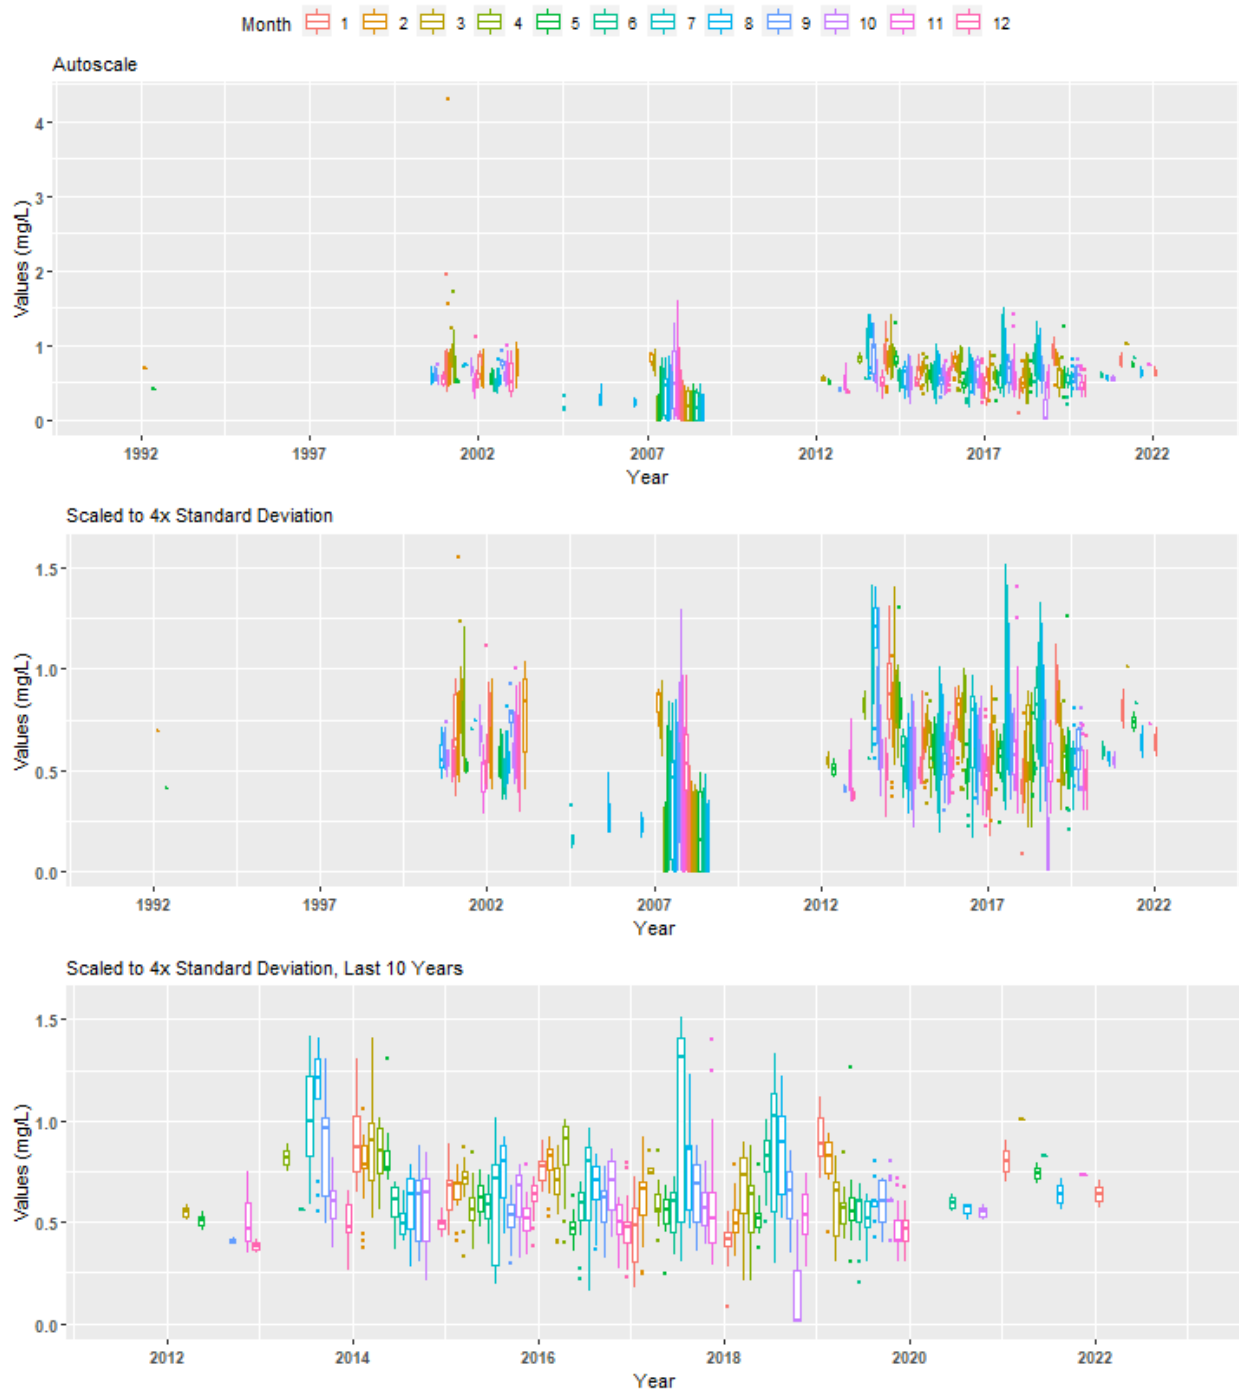 Month 1 2 3 4 5 6 7 8 9 10 11 12
Autoscale
Values (mg/L)
4
3
2
1
0
1992 1997 2002 2007 2012 2017 2022
Year
Scaled to 4x Standard Deviation
Values (mg/L)
1.5
1.0
0.5
0.0
1992 1997 2002 2007 2012 2017 2022
Year
Scaled to 4x Standard Deviation, Last 10 Years
Values (mg/L)
1.5
1.0
0.5
0.0
2012 2014 2016 2018 2020 2022
Year